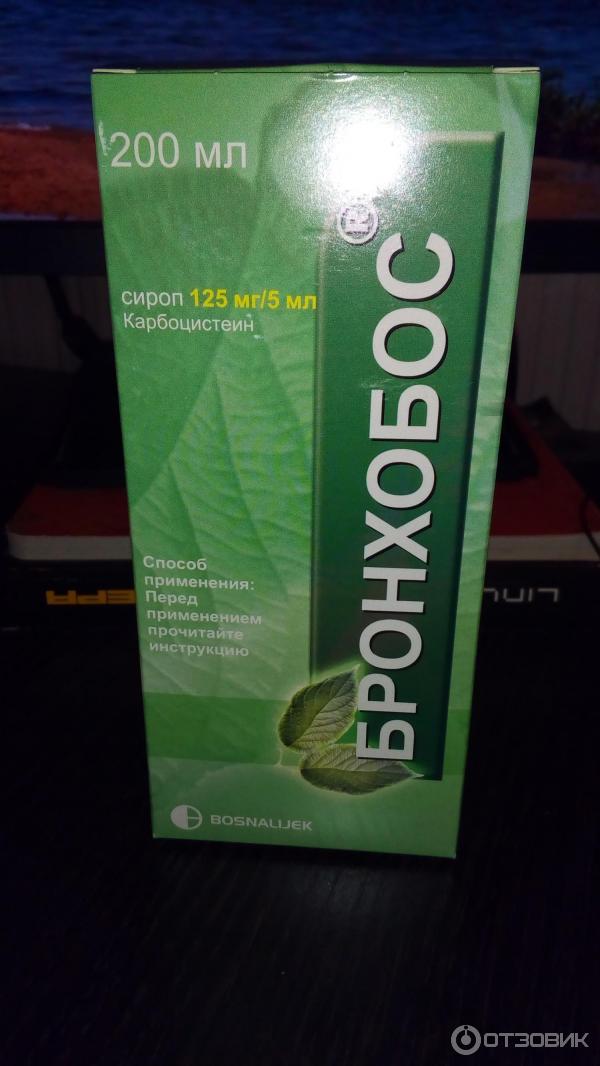 200 мл
сироп 125 мг/5 мл
Карбоцистеин
БРОНХОБОС®
Способ
применения:
Перед
применением
прочитайте
инструкцию
BOSNALIJEK
ОТЗОВИК